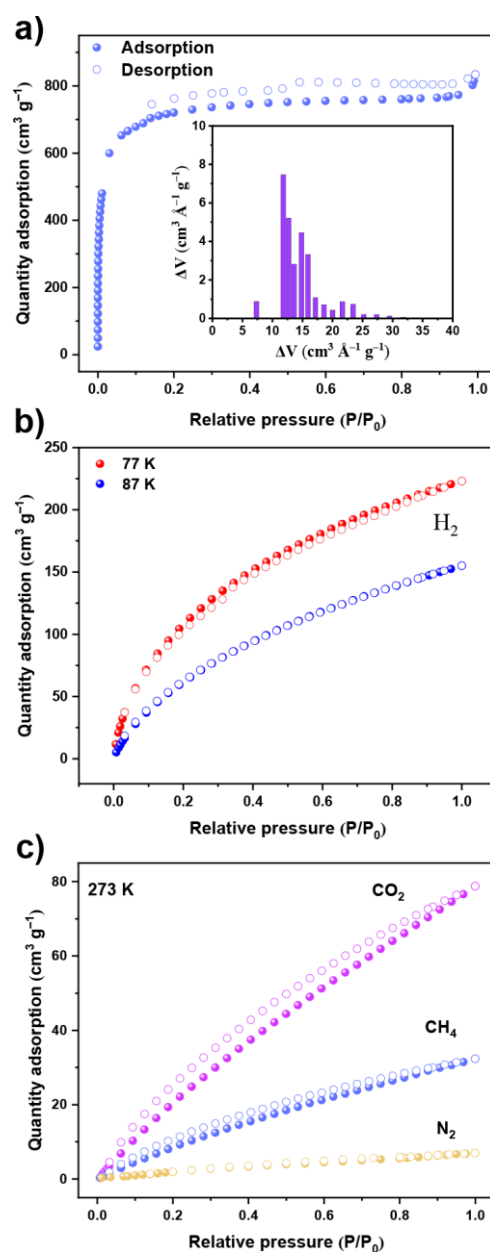 a)
Adsorption
Desorption
Quantity adsorption (cm³ g⁻¹)
1000
800
600
400
200
0
0.0 0.2 0.4 0.6 0.8 1.0
Relative pressure (P/P₀)
ΔV (cm³ Å⁻¹ g⁻¹)
10
8
6
4
2
0
0 5 10 15 20 25 30 35 40
ΔV (cm³ Å⁻¹ g⁻¹)
b)
77 K
87 K
H₂
Quantity adsorption (cm³ g⁻¹)
250
200
150
100
50
0
0.0 0.2 0.4 0.6 0.8 1.0
Relative pressure (P/P₀)
c)
273 K
CO₂
CH₄
N₂
Quantity adsorption (cm³ g⁻¹)
80
60
40
20
0
0.0 0.2 0.4 0.6 0.8 1.0
Relative pressure (P/P₀)